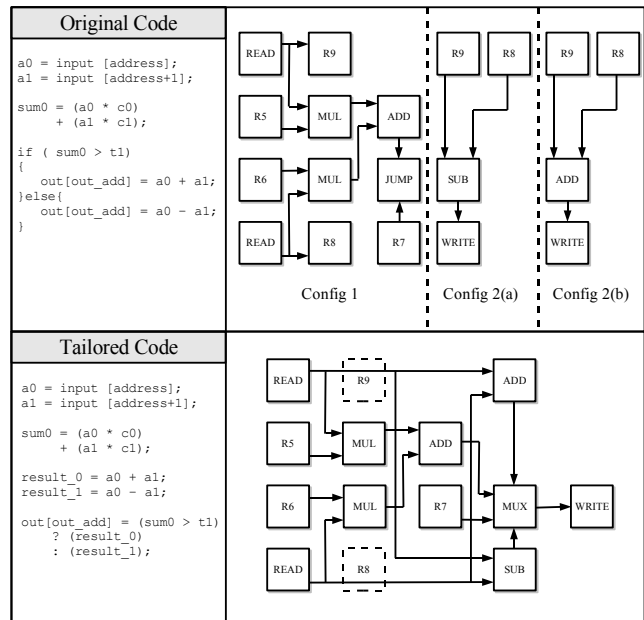 Original Code
a0 = input [address];
a1 = input [address+1];
sum0 = (a0 * c0)
+ (a1 * c1);
if ( sum0 > t1)
{
out[out_add] = a0 + a1;
}else{
out[out_add] = a0 - a1;
}
READ R9 R9 R8 R9 R8
R5 MUL ADD
R6 MUL JUMP SUB ADD
READ R8 R7 WRITE WRITE
Config 1 Config 2(a) Config 2(b)
Tailored Code
a0 = input [address];
a1 = input [address+1];
sum0 = (a0 * c0)
+ (a1 * c1);
result_0 = a0 + a1;
result_1 = a0 - a1;
out[out_add] = (sum0 > t1)
? (result_0)
: (result_1);
READ R9 ADD
R5 MUL ADD
R6 MUL R7 MUX WRITE
READ R8 SUB